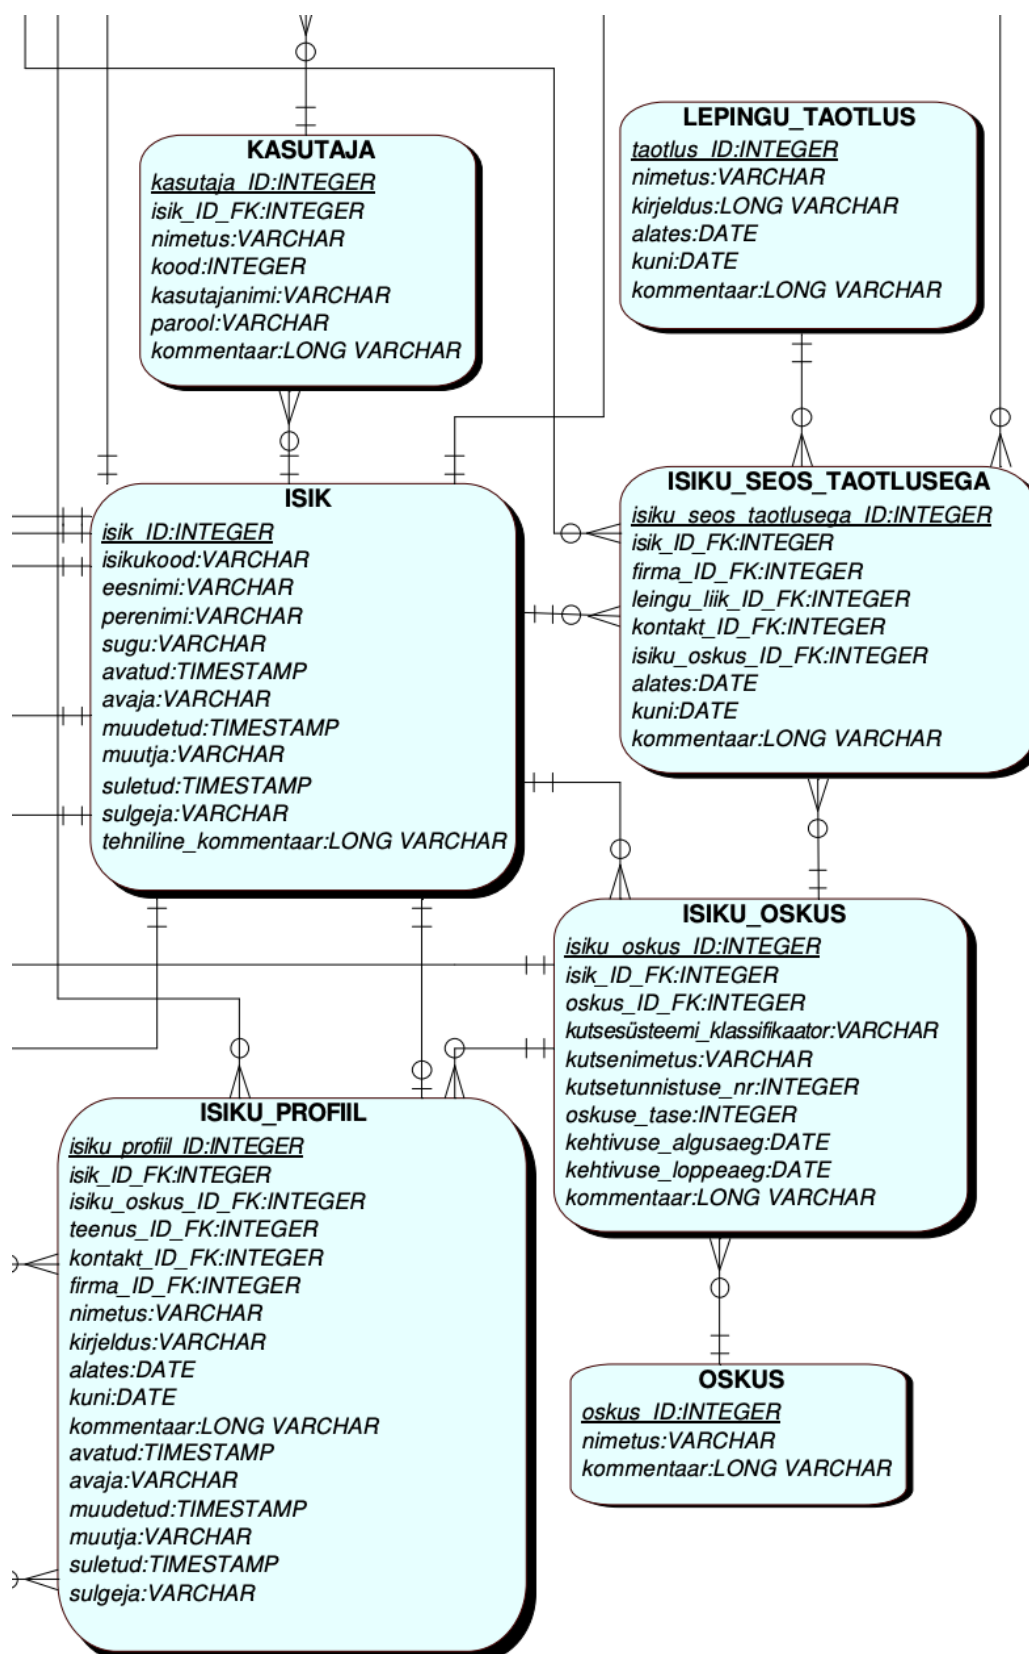 KASUTAJA
kasutaja_ID:INTEGER
isik_ID_FK:INTEGER
nimetus:VARCHAR
kood:INTEGER
kasutajanimi:VARCHAR
parool:VARCHAR
kommentaar:LONG VARCHAR
LEPINGU_TAOTLUS
taotlus_ID:INTEGER
nimetus:VARCHAR
kirjeldus:LONG VARCHAR
alates:DATE
kuni:DATE
kommentaar:LONG VARCHAR
ISIK
isik_ID:INTEGER
isikukood:VARCHAR
eesnimi:VARCHAR
perenimi:VARCHAR
sugu:VARCHAR
avatud:TIMESTAMP
avaja:VARCHAR
muudetud:TIMESTAMP
muutja:VARCHAR
suletud:TIMESTAMP
sulgeja:VARCHAR
tehniline_kommentaar:LONG VARCHAR
ISIKU_SEOS_TAOTLUSEGA
isiku_seos_taotlusega_ID:INTEGER
isik_ID_FK:INTEGER
firma_ID_FK:INTEGER
leingu_liik_ID_FK:INTEGER
kontakt_ID_FK:INTEGER
isiku_oskus_ID_FK:INTEGER
alates:DATE
kuni:DATE
kommentaar:LONG VARCHAR
ISIKU_OSKUS
isiku_oskus_ID:INTEGER
isik_ID_FK:INTEGER
oskus_ID_FK:INTEGER
kutsesüsteemi_klassifikaator:VARCHAR
kutsenimetus:VARCHAR
kutsetunnistuse_nr:INTEGER
oskuse_tase:INTEGER
kehtivuse_algusaeg:DATE
kehtivuse_loppeaeg:DATE
kommentaar:LONG VARCHAR
ISIKU_PROFIIL
isiku_profiil_ID:INTEGER
isik_ID_FK:INTEGER
isiku_oskus_ID_FK:INTEGER
teenus_ID_FK:INTEGER
kontakt_ID_FK:INTEGER
firma_ID_FK:INTEGER
nimetus:VARCHAR
kirjeldus:VARCHAR
alates:DATE
kuni:DATE
kommentaar:LONG VARCHAR
avatud:TIMESTAMP
avaja:VARCHAR
muudetud:TIMESTAMP
muutja:VARCHAR
suletud:TIMESTAMP
sulgeja:VARCHAR
OSKUS
oskus_ID:INTEGER
nimetus:VARCHAR
kommentaar:LONG VARCHAR